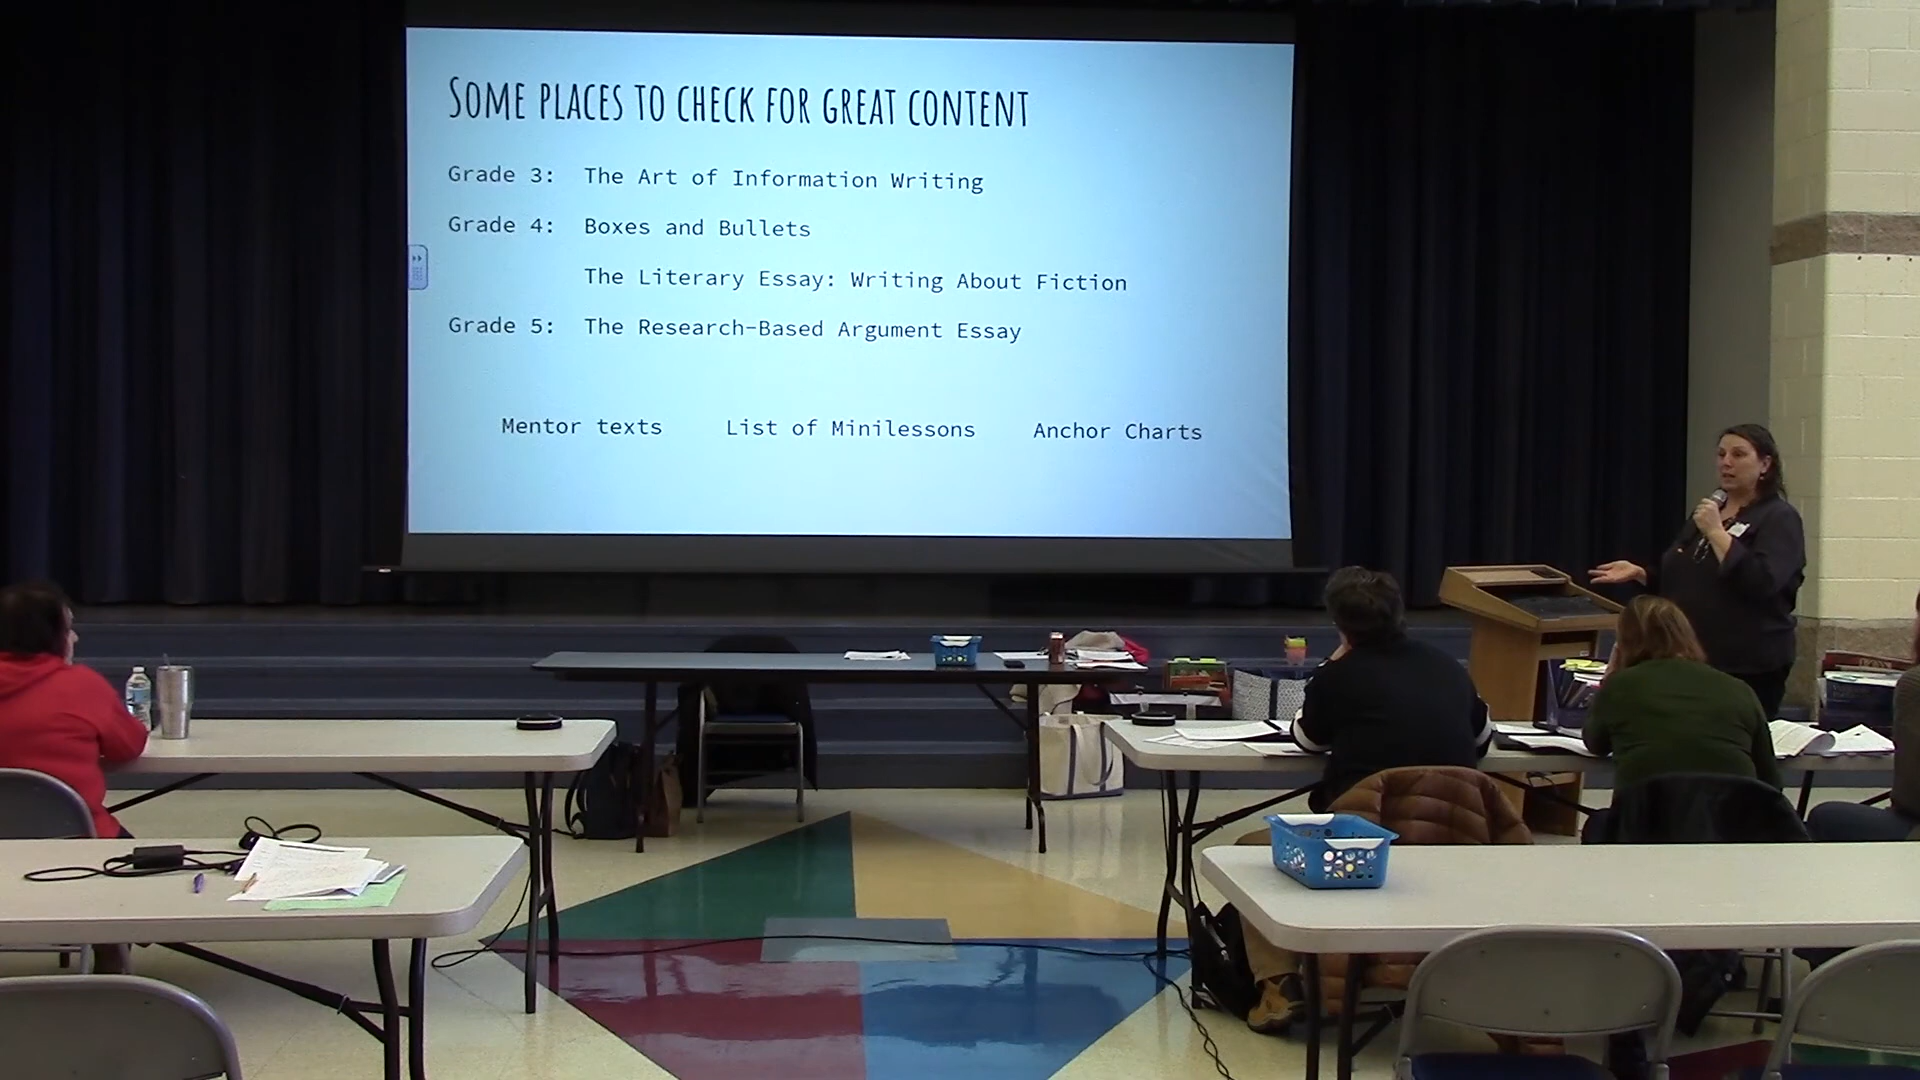 Some places to check for great content
Grade 3: The Art of Information Writing
Grade 4: Boxes and Bullets
The Literary Essay: Writing About Fiction
Grade 5: The Research-Based Argument Essay
Mentor texts List of Minilessons Anchor Charts